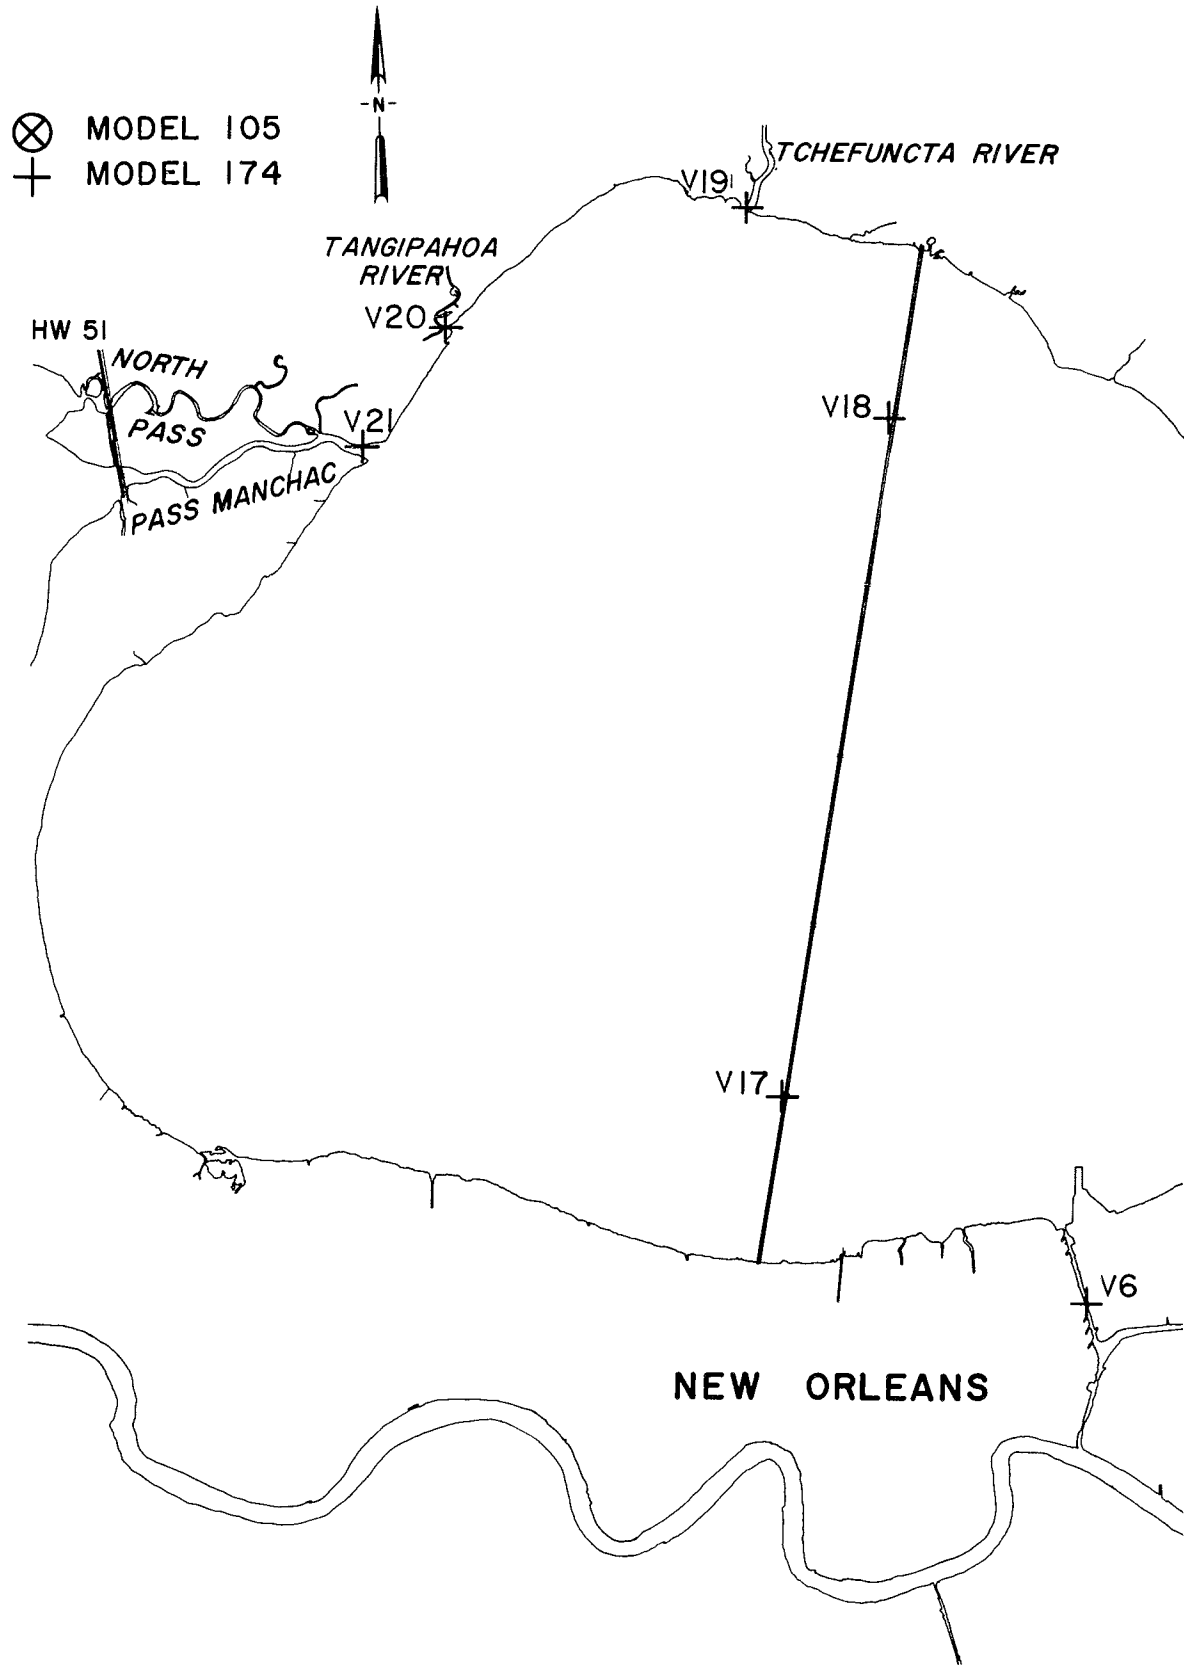 -N-
MODEL 105
MODEL 174
TCHEFUNCTA RIVER
V19
TANGIPAHOA
RIVER
V20
HW 51
NORTH
PASS
V21
V18
PASS MANCHAC
V17
V6
NEW ORLEANS